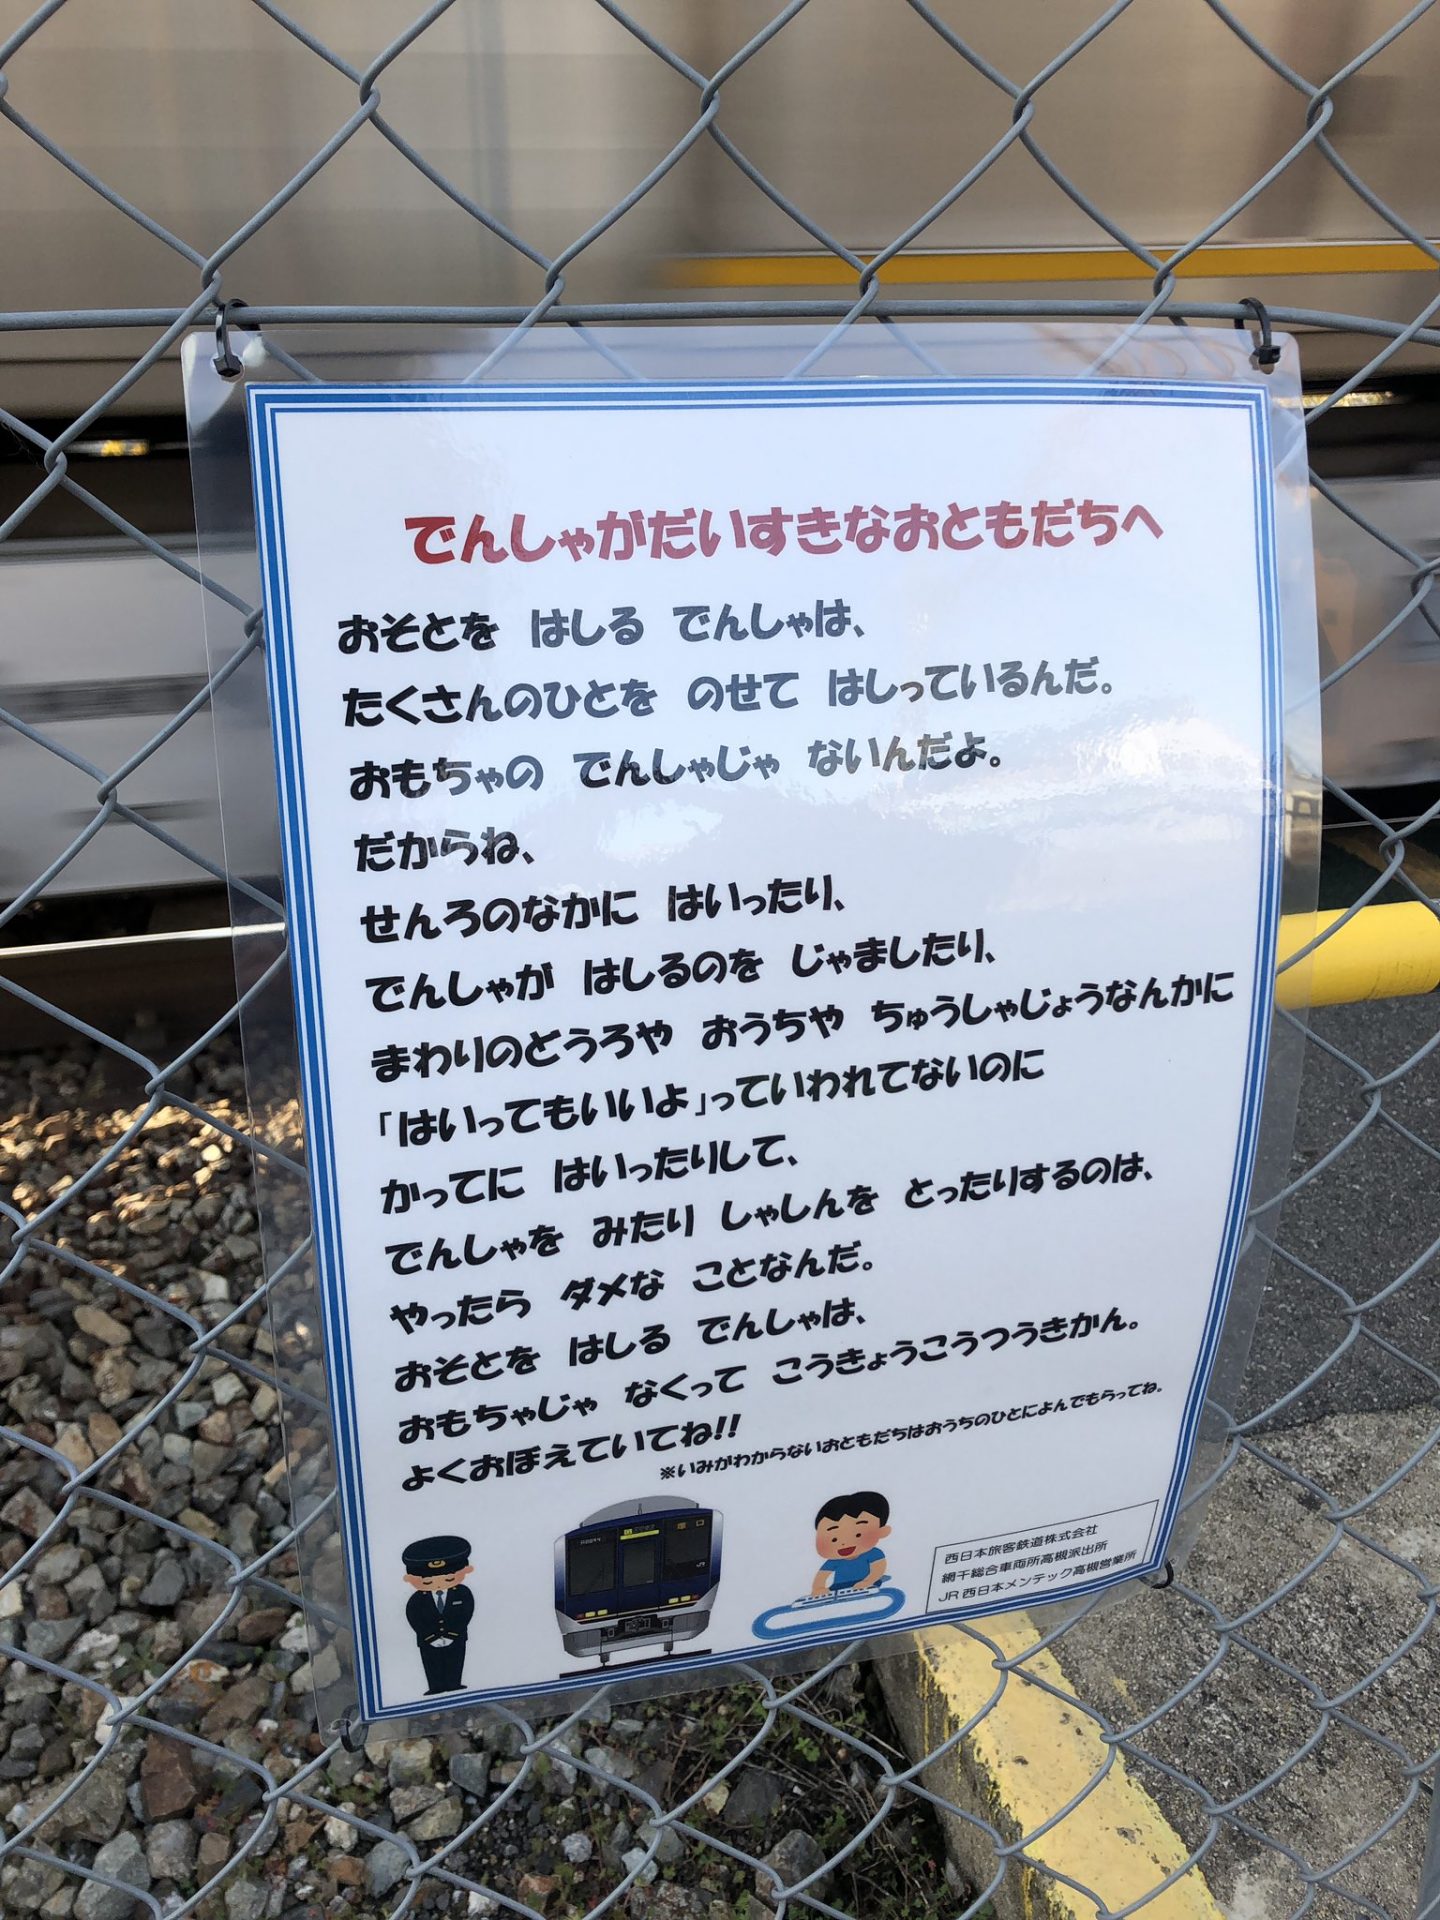 でんしゃがだいすきなおともだちへ
おそとを はしる でんしゃは、
たくさんのひとを のせて はしっているんだ。
おもちゃの でんしゃじゃ ないんだよ。
だからね、
せんろのなかに はいったり、
でんしゃが はしるのを じゃましたり、
まわりのどうろや おうちや ちゅうしゃじょうなんかに
「はいってもいいよ」っていわれてないのに
かってに はいったりして、
でんしゃを みたり しゃしんを とったりするのは、
やったら ダメな ことなんだ。
おそとを はしる でんしゃは、
おもちゃじゃ なくって こうきょうこうつうきかん。
よくおぼえていてね!!
※いみがわからないおともだちはおうちのひとによんでもらってね。
西日本旅客鉄道株式会社
網干総合車両所高槻派出所
JR西日本メンテック高槻営業所